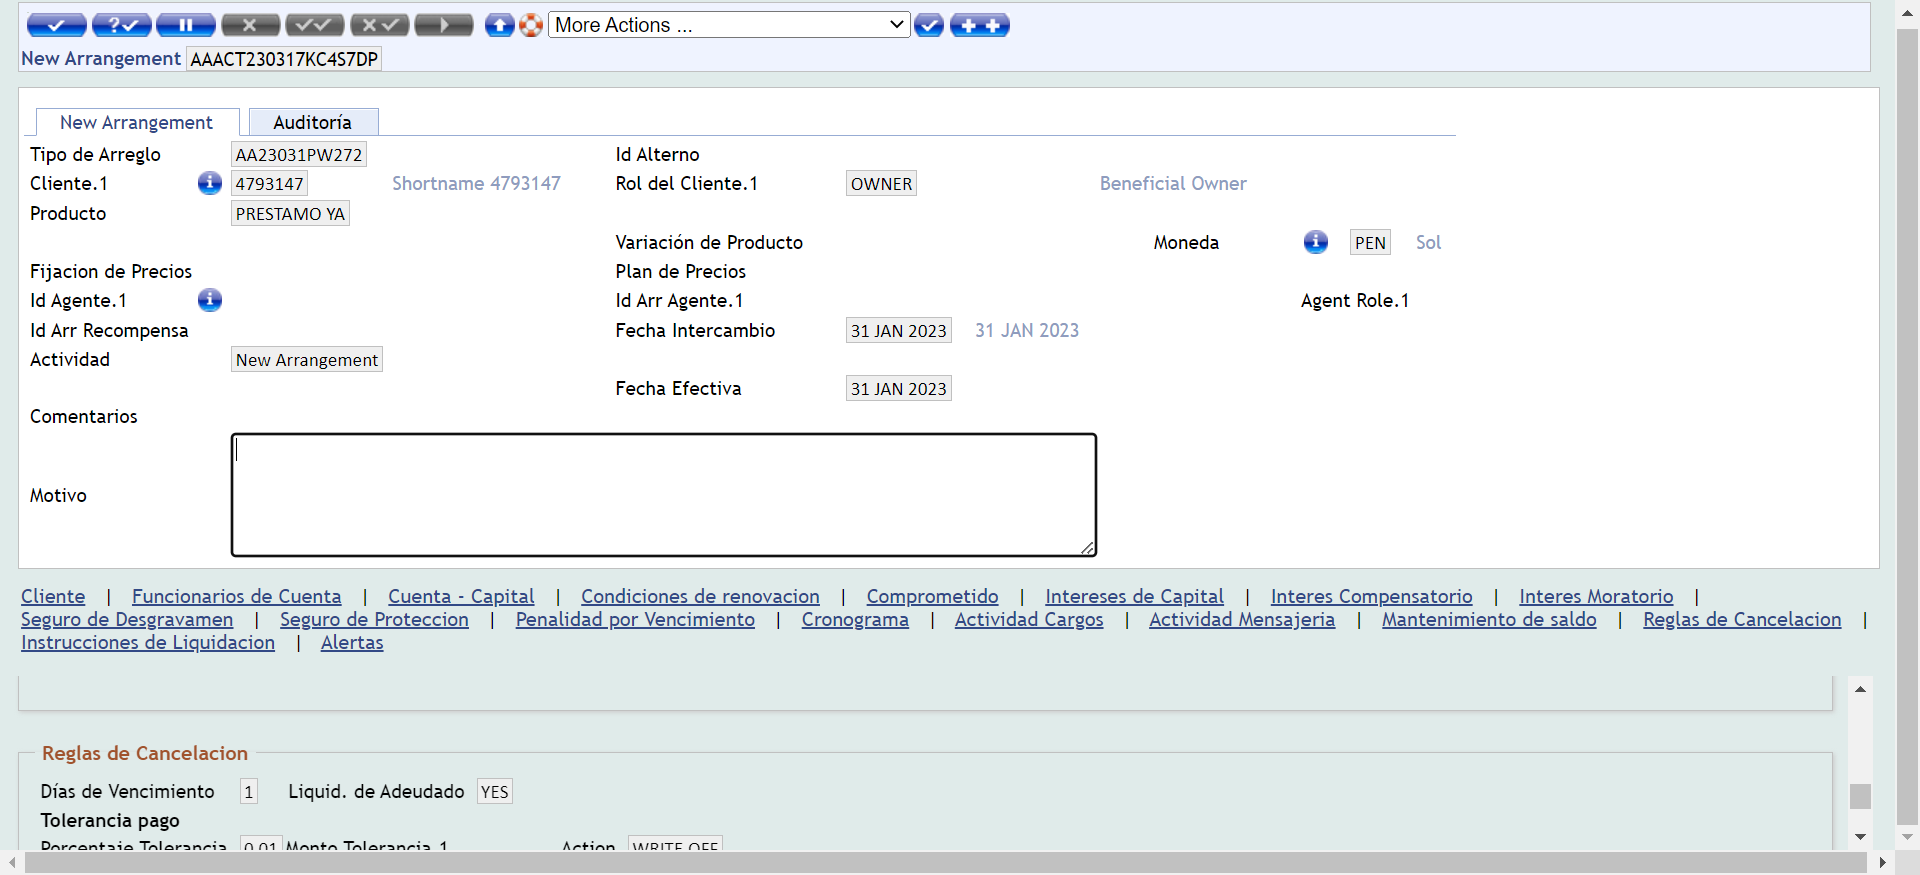 More Actions ...
New Arrangement AAACT230317KC4S7DP
New Arrangement Auditoría
Tipo de Arreglo AA23031PW272 Id Alterno
Cliente.1 4793147 Shortname 4793147 Rol del Cliente.1 OWNER Beneficial Owner
Producto PRESTAMO YA
Variación de Producto Moneda PEN Sol
Fijacion de Precios Plan de Precios
Id Agente.1 Id Arr Agente.1 Agent Role.1
Id Arr Recompensa Fecha Intercambio 31 JAN 2023 31 JAN 2023
Actividad New Arrangement
Fecha Efectiva 31 JAN 2023
Comentarios
Motivo
Cliente | Funcionarios de Cuenta | Cuenta - Capital | Condiciones de renovacion | Comprometido | Intereses de Capital | Interes Compensatorio | Interes Moratorio |
Seguro de Desgravamen | Seguro de Proteccion | Penalidad por Vencimiento | Cronograma | Actividad Cargos | Actividad Mensajeria | Mantenimiento de saldo | Reglas de Cancelacion |
Instrucciones de Liquidacion | Alertas
Reglas de Cancelacion
Días de Vencimiento 1 Liquid. de Adeudado YES
Tolerancia pago
Porcentaje Tolerancia 0.01 Monto Tolerancia.1 Action WRITE.OFF